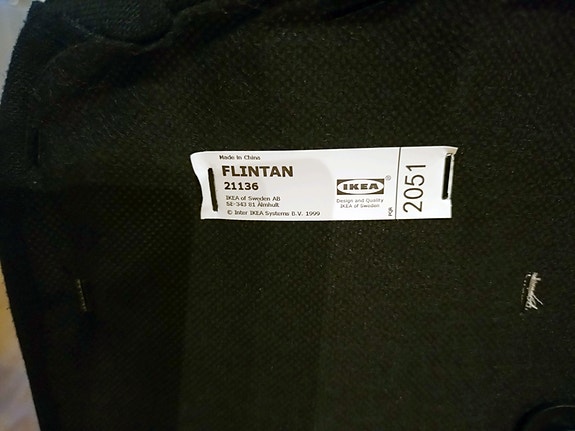 Made in China
FLINTAN
21136
IKEA of Sweden AB
SE-343 81 Älmhult
© Inter IKEA Systems B.V. 1999
IKEA®
Design and Quality
IKEA of Sweden
PQR
2051